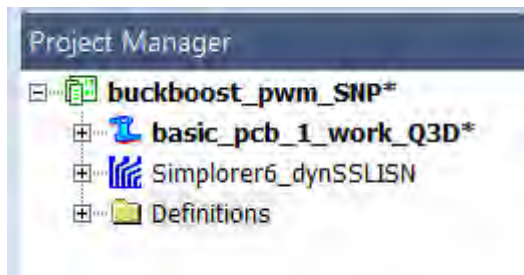 Project Manager
buckboost_pwm_SNP*
basic_pcb_1_work_Q3D*
Simplorer6_dynSSLISN
Definitions